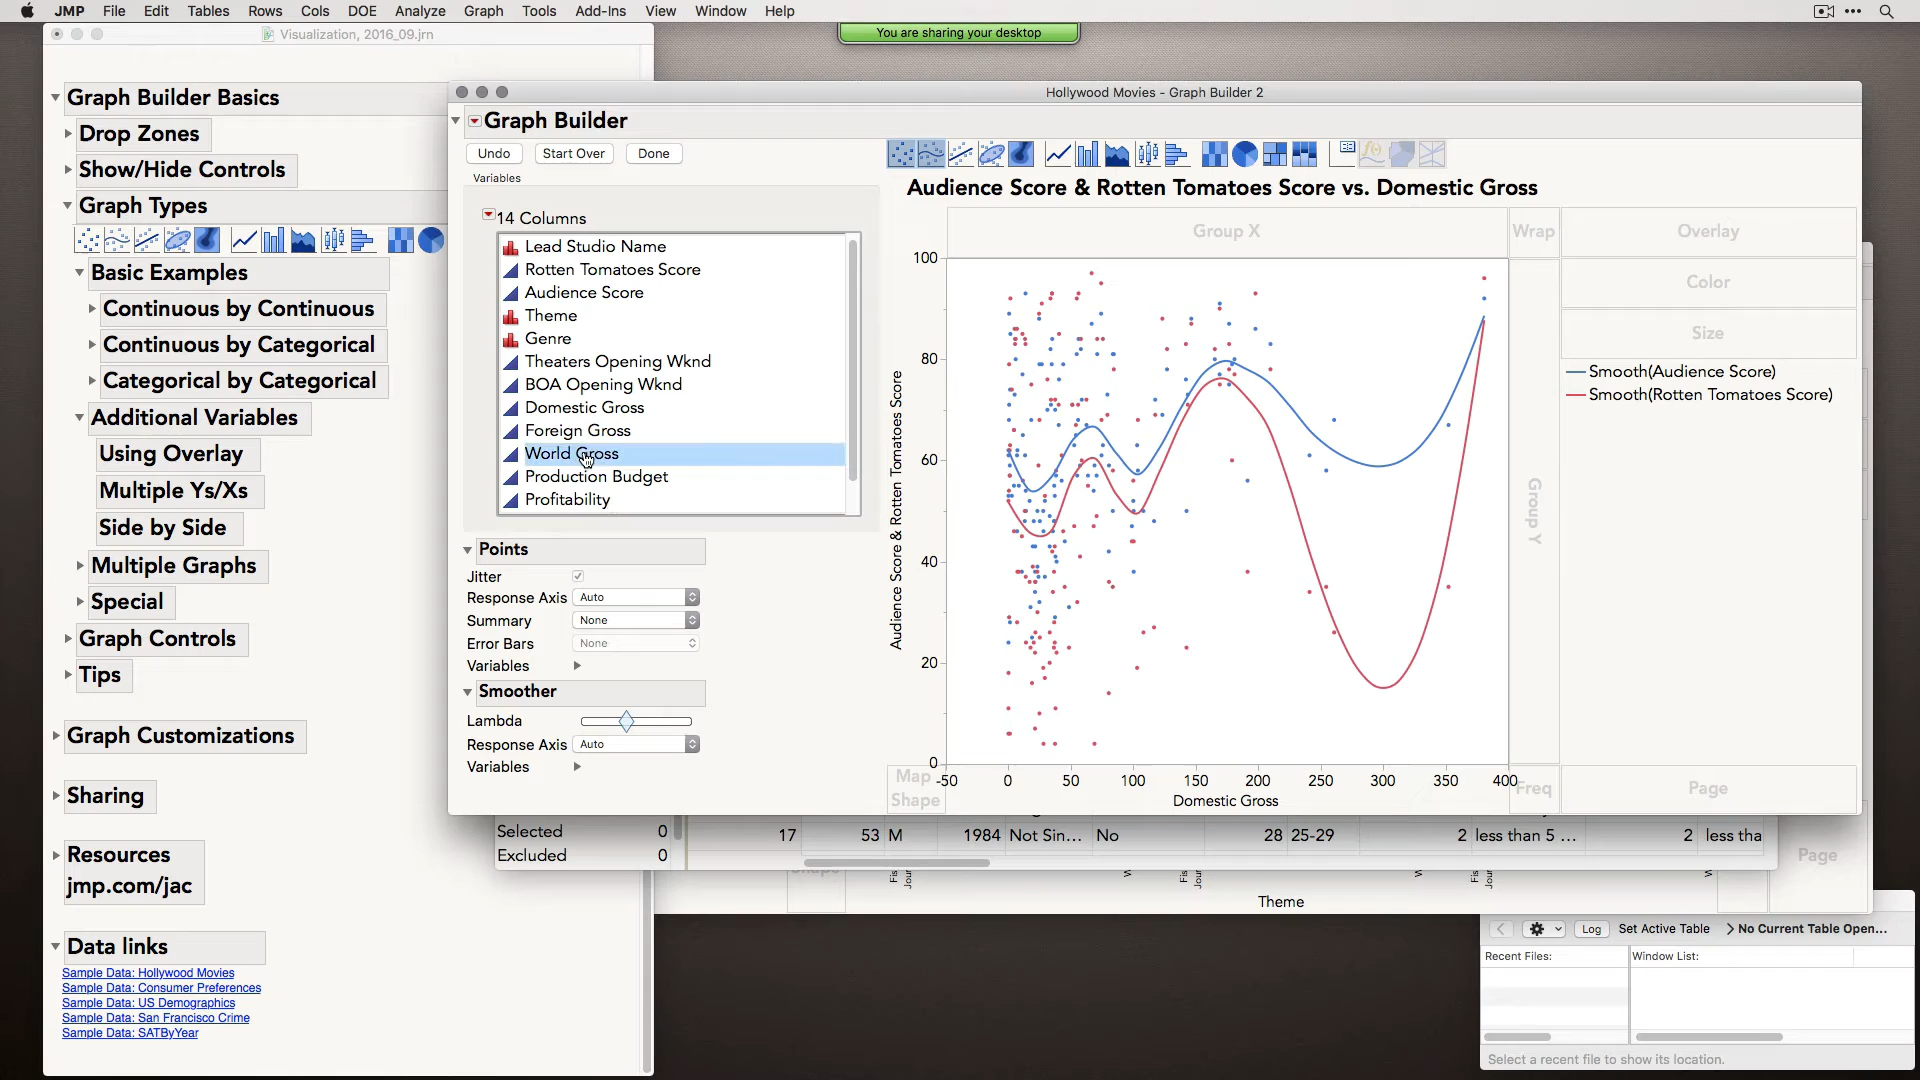 JMP File Edit Tables Rows Cols DOE Analyze Graph Tools Add-Ins View Window Help
You are sharing your desktop
Visualization, 2016_09.jrn
Graph Builder Basics
Drop Zones
Show/Hide Controls
Graph Types
Basic Examples
Continuous by Continuous
Continuous by Categorical
Categorical by Categorical
Additional Variables
Using Overlay
Multiple Ys/Xs
Side by Side
Multiple Graphs
Special
Graph Controls
Tips
Graph Customizations
Sharing
Resources
jmp.com/jac
Data links
Sample Data: Hollywood Movies
Sample Data: Consumer Preferences
Sample Data: US Demographics
Sample Data: San Francisco Crime
Sample Data: SATByYear
Hollywood Movies - Graph Builder 2
Graph Builder
Undo Start Over Done
Variables
14 Columns
Lead Studio Name
Rotten Tomatoes Score
Audience Score
Theme
Genre
Theaters Opening Wknd
BOA Opening Wknd
Domestic Gross
Foreign Gross
World Gross
Production Budget
Profitability
Points
Jitter
Response Axis Auto
Summary None
Error Bars None
Variables
Smoother
Lambda
Response Axis Auto
Variables
Audience Score & Rotten Tomatoes Score vs. Domestic Gross
Group X Wrap Overlay
Color
Size
Smooth(Audience Score)
Smooth(Rotten Tomatoes Score)
Group Y
Audience Score & Rotten Tomatoes Score
100
80
60
40
20
0
-50 0 50 100 150 200 250 300 350 400
Domestic Gross
Map
Shape
Freq
Page
Selected 0
Excluded 0
17 53 M 1984 Not Sin... No 28 25-29 2 less than 5 ... 2 less tha
Page
Theme
Log Set Active Table No Current Table Open...
Recent Files: Window List:
Select a recent file to show its location.